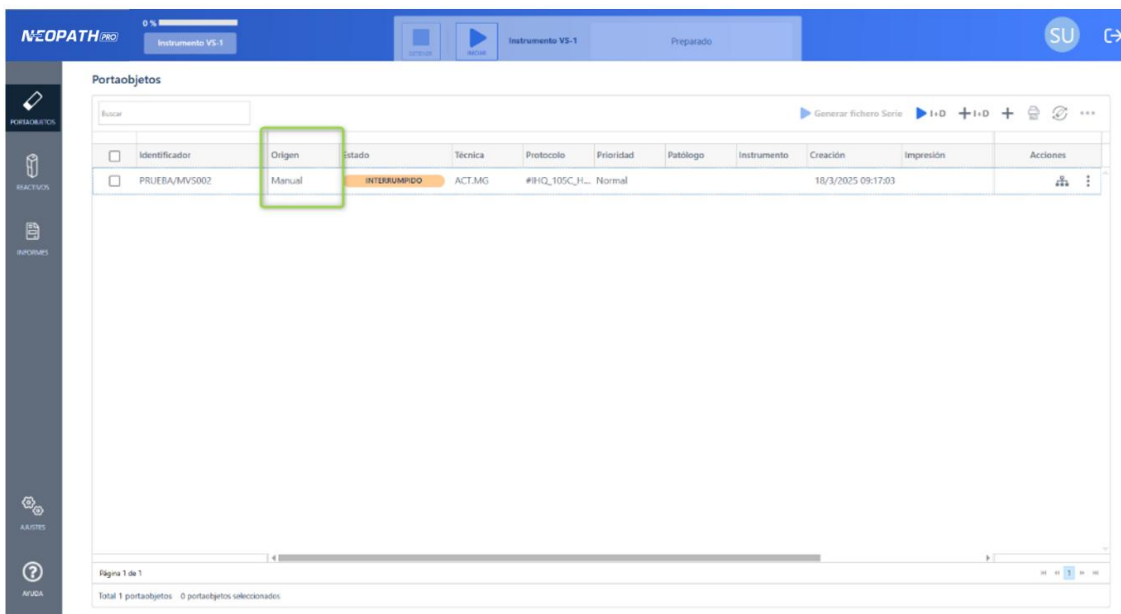 NEOPATH PRO
0 %
Instrumento VS-1
DETENER
INICIAR
Instrumento VS-1
Preparado
SU
Portaobjetos
PORTAOBJETOS
REACTIVOS
INFORMES
AJUSTES
AYUDA
Buscar
Generar fichero Serie
I+D
I+D
Identificador Origen Estado Técnica Protocolo Prioridad Patólogo Instrumento Creación Impresión Acciones
PRUEBA/MVS002 Manual INTERRUMPIDO ACT.MG #IHQ_105C_H... Normal 18/3/2025 09:17:03
Página 1 de 1
1
Total 1 portaobjetos 0 portaobjetos seleccionados